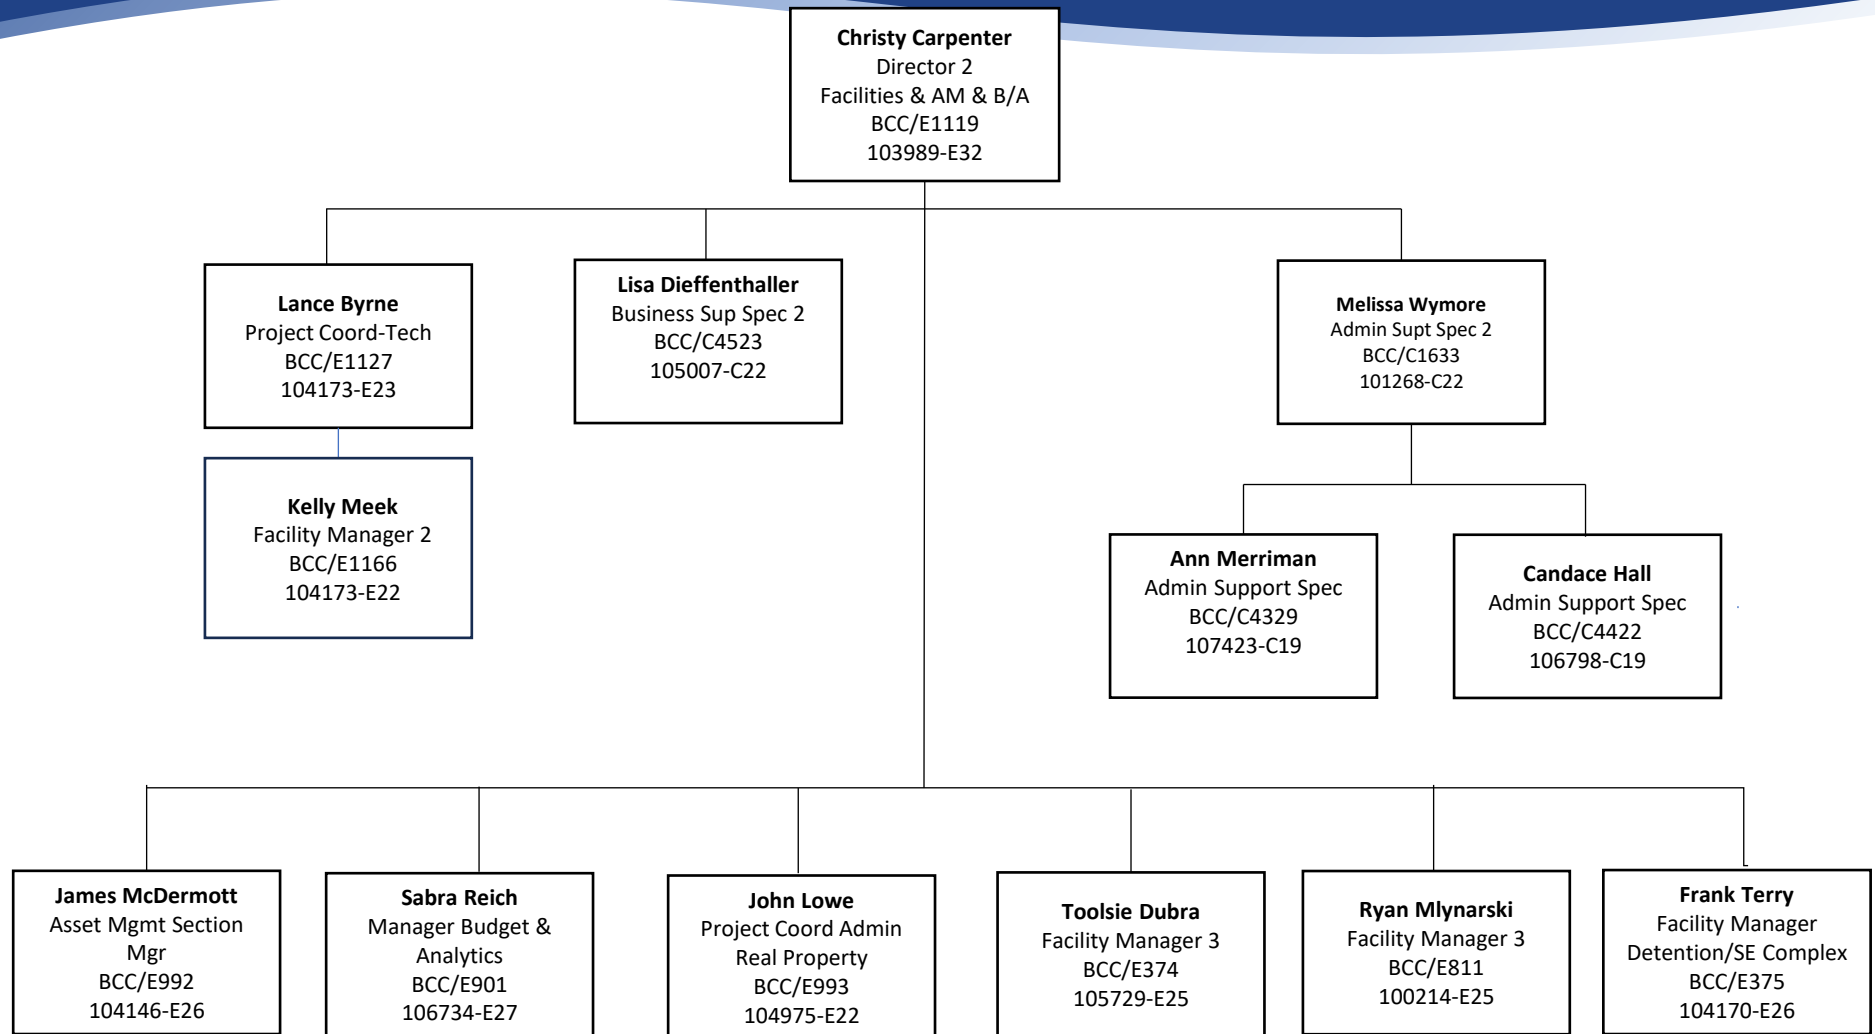 Christy Carpenter
Director 2
Facilities & AM & B/A
BCC/E1119
103989-E32
Lance Byrne
Project Coord-Tech
BCC/E1127
104173-E23
Lisa Dieffenthaller
Business Sup Spec 2
BCC/C4523
105007-C22
Melissa Wymore
Admin Supt Spec 2
BCC/C1633
101268-C22
Kelly Meek
Facility Manager 2
BCC/E1166
104173-E22
Ann Merriman
Admin Support Spec
BCC/C4329
107423-C19
Candace Hall
Admin Support Spec
BCC/C4422
106798-C19
James McDermott
Asset Mgmt Section
Mgr
BCC/E992
104146-E26
Sabra Reich
Manager Budget &
Analytics
BCC/E901
106734-E27
John Lowe
Project Coord Admin
Real Property
BCC/E993
104975-E22
Toolsie Dubra
Facility Manager 3
BCC/E374
105729-E25
Ryan Mlynarski
Facility Manager 3
BCC/E811
100214-E25
Frank Terry
Facility Manager
Detention/SE Complex
BCC/E375
104170-E26